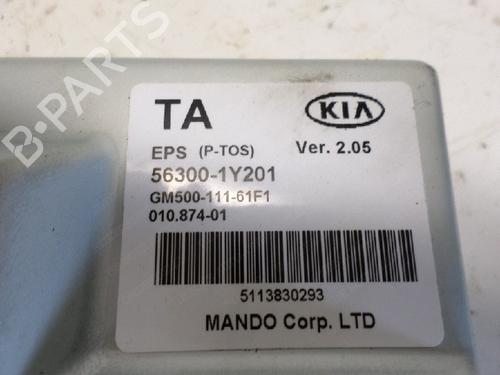 B-PARTS
TA KIA
EPS (P-TOS) Ver. 2.05
56300-1Y201
GM500-111-61F1
010.874-01
5113830293
MANDO Corp. LTD